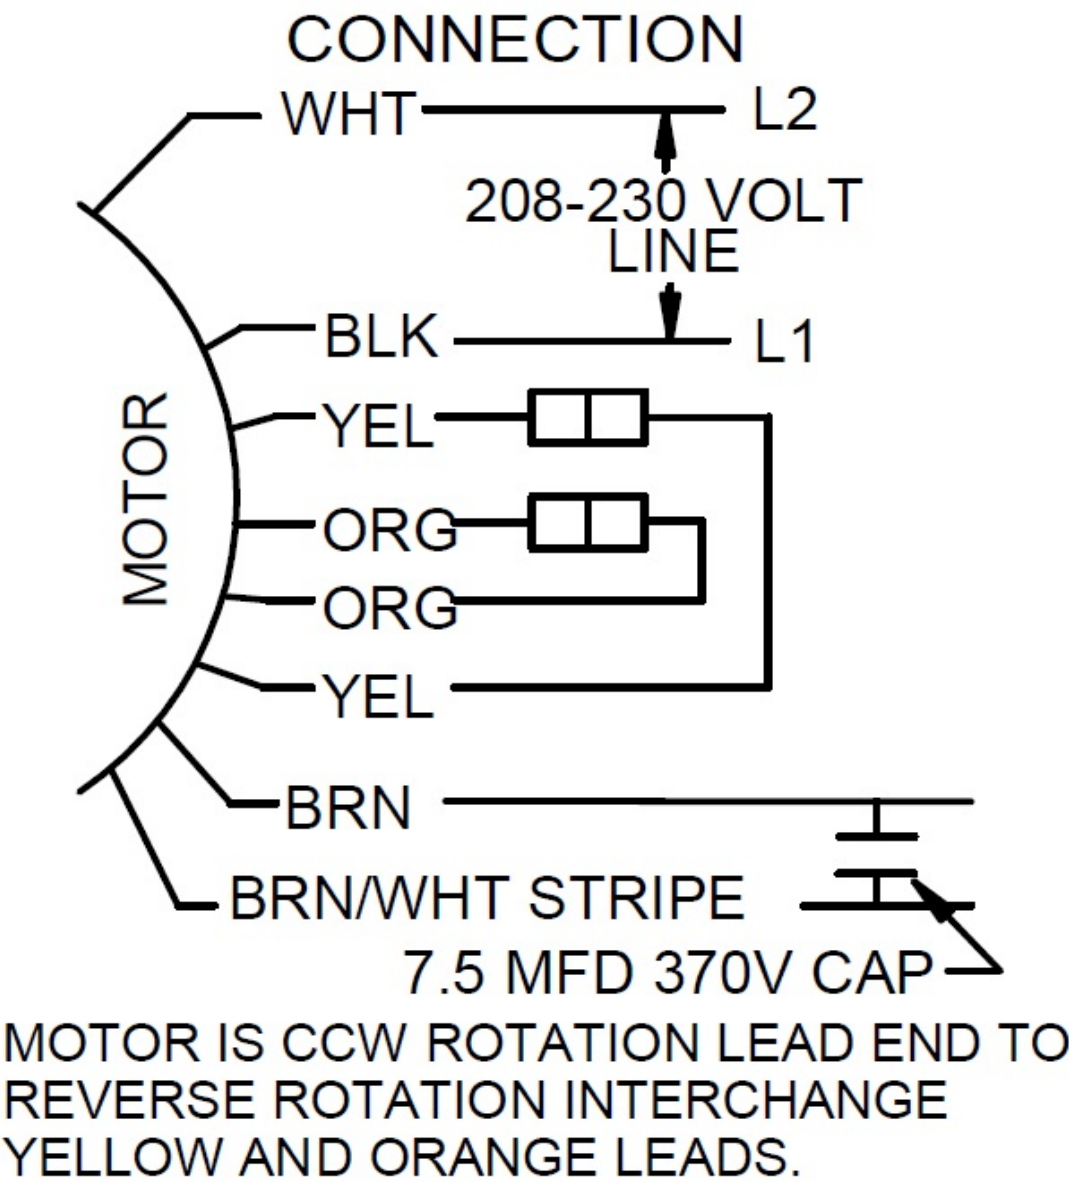 CONNECTION
WHT
L2
208-230 VOLT
LINE
BLK
L1
YEL
MOTOR
ORG
ORG
YEL
BRN
BRN/WHT STRIPE
7.5 MFD 370V CAP
MOTOR IS CCW ROTATION LEAD END TO
REVERSE ROTATION INTERCHANGE
YELLOW AND ORANGE LEADS.